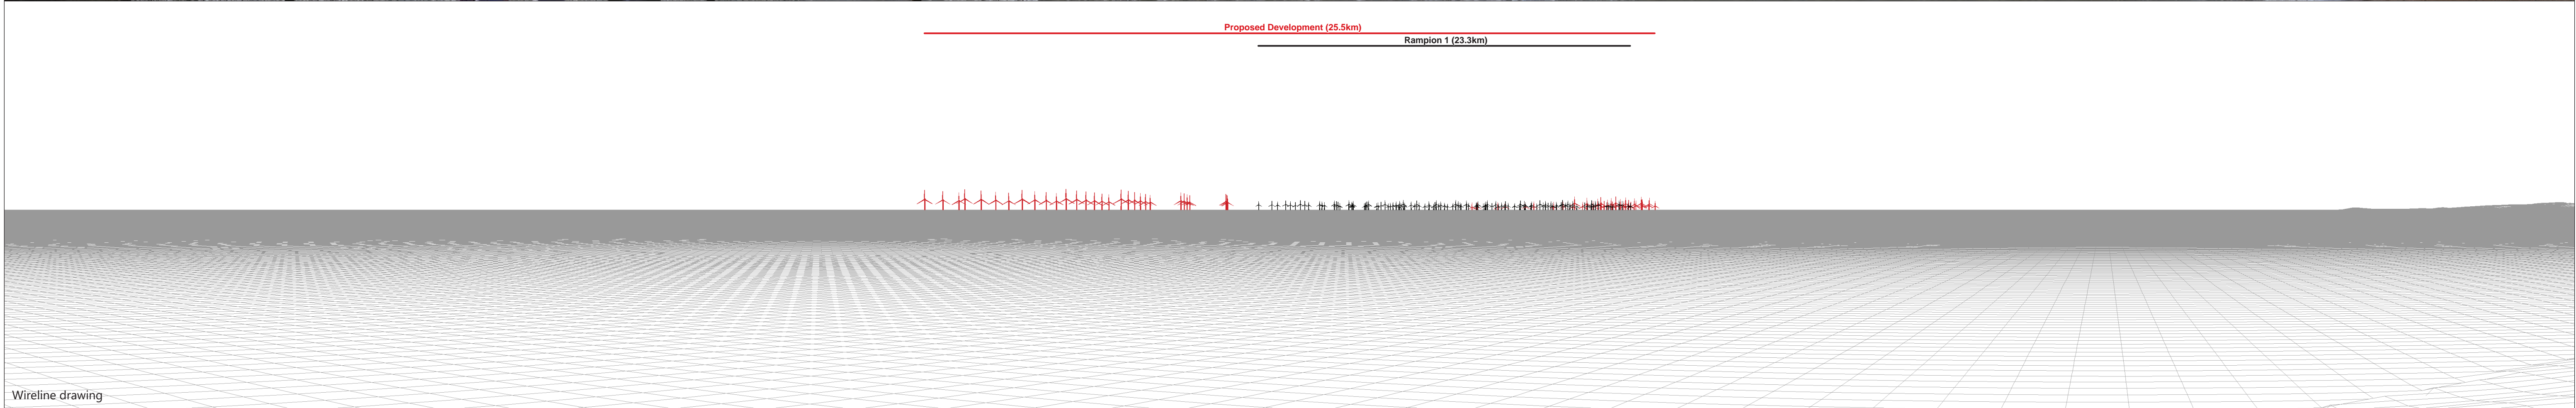 Proposed Development (25.5km)
Rampion 1 (23.3km)
Wireline drawing